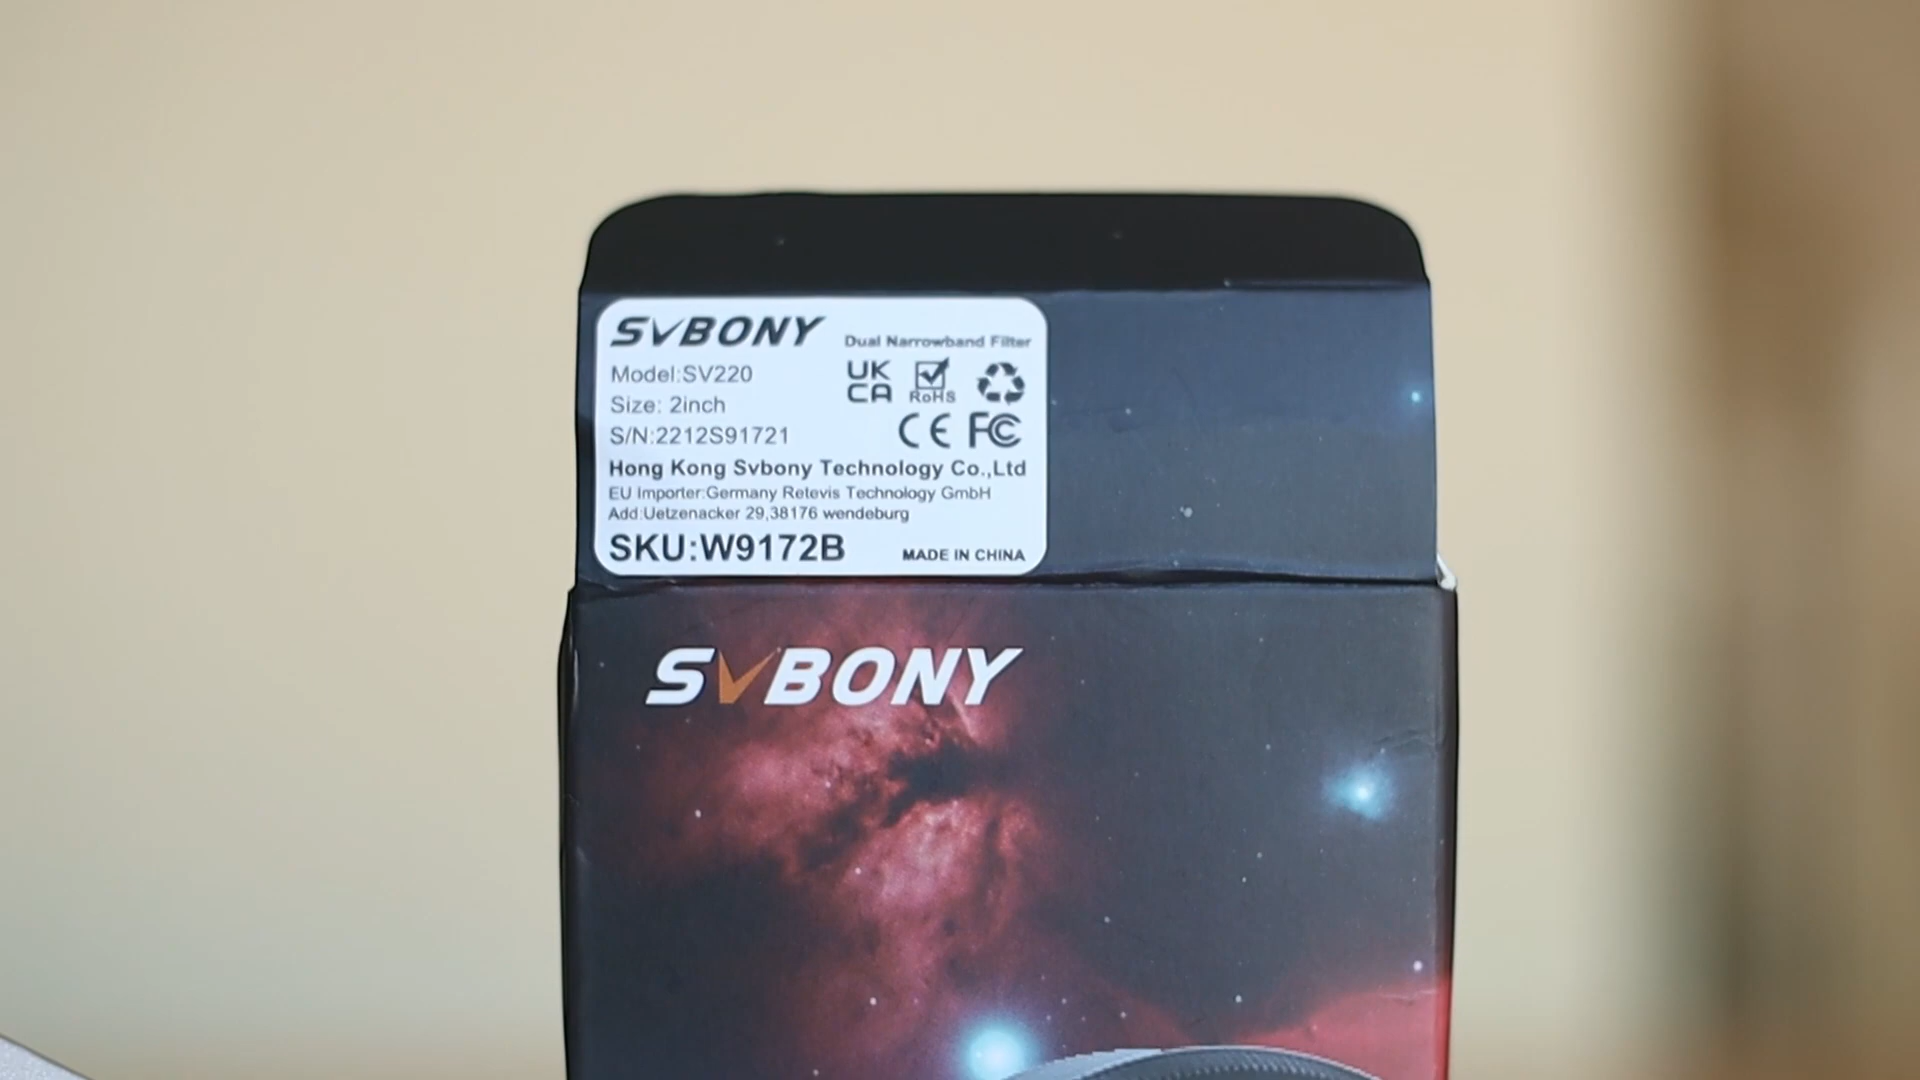 SVBONY
Dual Narrowband Filter
Model:SV220
UK
CA
RoHS
Size: 2inch
S/N:2212S91721
CE FC
Hong Kong Svbony Technology Co.,Ltd
EU Importer:Germany Retevis Technology GmbH
Add:Uetzenacker 29,38176 wendeburg
SKU:W9172B
MADE IN CHINA
SVBONY